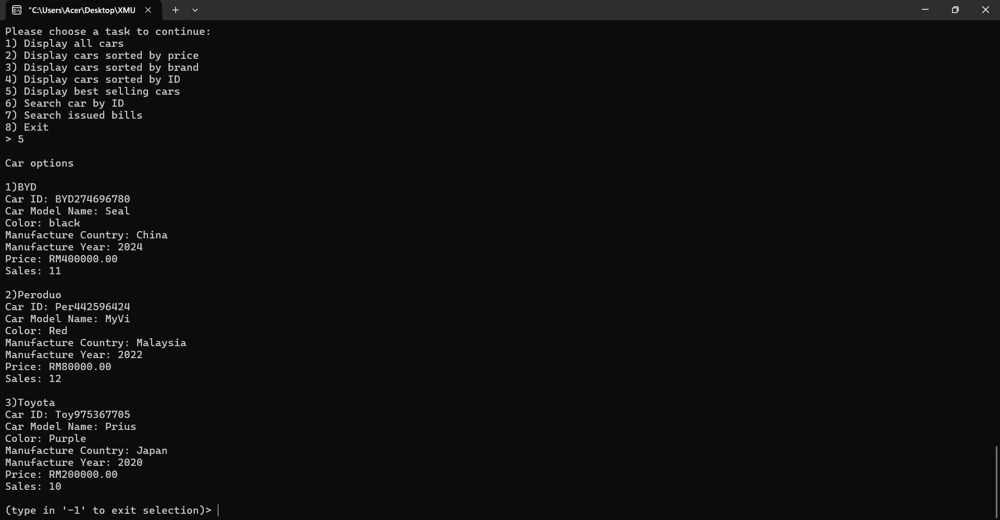 "C:\Users\Acer\Desktop\XMU
Please choose a task to continue:
1) Display all cars
2) Display cars sorted by price
3) Display cars sorted by brand
4) Display cars sorted by ID
5) Display best selling cars
6) Search car by ID
7) Search issued bills
8) Exit
> 5
Car options
1)BYD
Car ID: BYD274696780
Car Model Name: Seal
Color: black
Manufacture Country: China
Manufacture Year: 2024
Price: RM400000.00
Sales: 11
2)Peroduo
Car ID: Per442596424
Car Model Name: MyVi
Color: Red
Manufacture Country: Malaysia
Manufacture Year: 2022
Price: RM80000.00
Sales: 12
3)Toyota
Car ID: Toy975367705
Car Model Name: Prius
Color: Purple
Manufacture Country: Japan
Manufacture Year: 2020
Price: RM200000.00
Sales: 10
(type in '-1' to exit selection)>